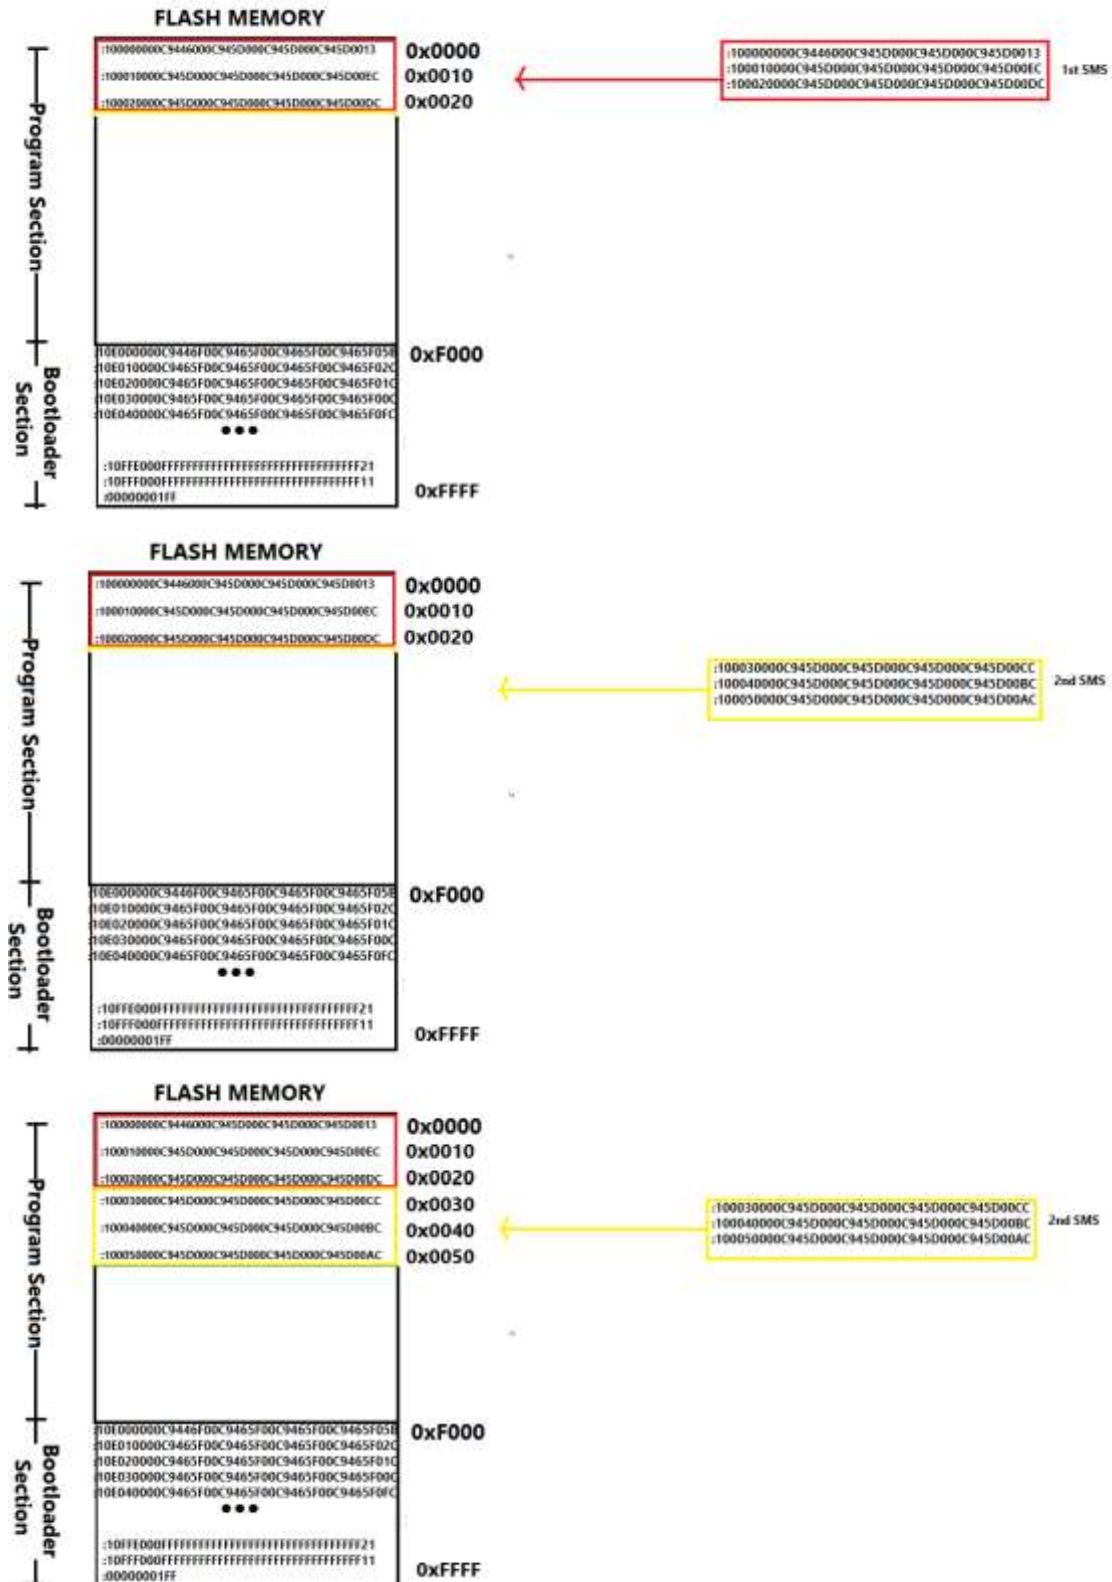 FLASH MEMORY
:100000000C9446000C945D000C945D000C945D0013
0x0000
:100010000C945D000C945D000C945D000C945D00EC
0x0010
:100020000C945D000C945D000C945D000C945D00DC
0x0020
:100000000C9446000C945D000C945D000C945D0013
:100010000C945D000C945D000C945D000C945D00EC
:100020000C945D000C945D000C945D000C945D00DC
1st SMS
Program Section
:10E000000C9446F00C9465F00C9465F00C9465F05B
0xF000
:10E010000C9465F00C9465F00C9465F00C9465F02C
:10E020000C9465F00C9465F00C9465F00C9465F01C
:10E030000C9465F00C9465F00C9465F00C9465F00C
:10E040000C9465F00C9465F00C9465F00C9465F0FC
Bootloader
Section
:10FFE000FFFFFFFFFFFFFFFFFFFFFFFFFFFFFFFF21
:10FFF000FFFFFFFFFFFFFFFFFFFFFFFFFFFFFFFF11
:00000001FF
0xFFFF
FLASH MEMORY
:100000000C9446000C945D000C945D000C945D0013
0x0000
:100010000C945D000C945D000C945D000C945D00EC
0x0010
:100020000C945D000C945D000C945D000C945D00DC
0x0020
:100030000C945D000C945D000C945D000C945D00CC
:100040000C945D000C945D000C945D000C945D00BC
:100050000C945D000C945D000C945D000C945D00AC
2nd SMS
Program Section
:10E000000C9446F00C9465F00C9465F00C9465F05B
0xF000
:10E010000C9465F00C9465F00C9465F00C9465F02C
:10E020000C9465F00C9465F00C9465F00C9465F01C
:10E030000C9465F00C9465F00C9465F00C9465F00C
:10E040000C9465F00C9465F00C9465F00C9465F0FC
Bootloader
Section
:10FFE000FFFFFFFFFFFFFFFFFFFFFFFFFFFFFFFF21
:10FFF000FFFFFFFFFFFFFFFFFFFFFFFFFFFFFFFF11
:00000001FF
0xFFFF
FLASH MEMORY
:100000000C9446000C945D000C945D000C945D0013
0x0000
:100010000C945D000C945D000C945D000C945D00EC
0x0010
:100020000C945D000C945D000C945D000C945D00DC
0x0020
:100030000C945D000C945D000C945D000C945D00CC
0x0030
:100040000C945D000C945D000C945D000C945D00BC
0x0040
:100050000C945D000C945D000C945D000C945D00AC
0x0050
:100030000C945D000C945D000C945D000C945D00CC
:100040000C945D000C945D000C945D000C945D00BC
:100050000C945D000C945D000C945D000C945D00AC
2nd SMS
Program Section
:10E000000C9446F00C9465F00C9465F00C9465F05B
0xF000
:10E010000C9465F00C9465F00C9465F00C9465F02C
:10E020000C9465F00C9465F00C9465F00C9465F01C
:10E030000C9465F00C9465F00C9465F00C9465F00C
:10E040000C9465F00C9465F00C9465F00C9465F0FC
Bootloader
Section
:10FFE000FFFFFFFFFFFFFFFFFFFFFFFFFFFFFFFF21
:10FFF000FFFFFFFFFFFFFFFFFFFFFFFFFFFFFFFF11
:00000001FF
0xFFFF